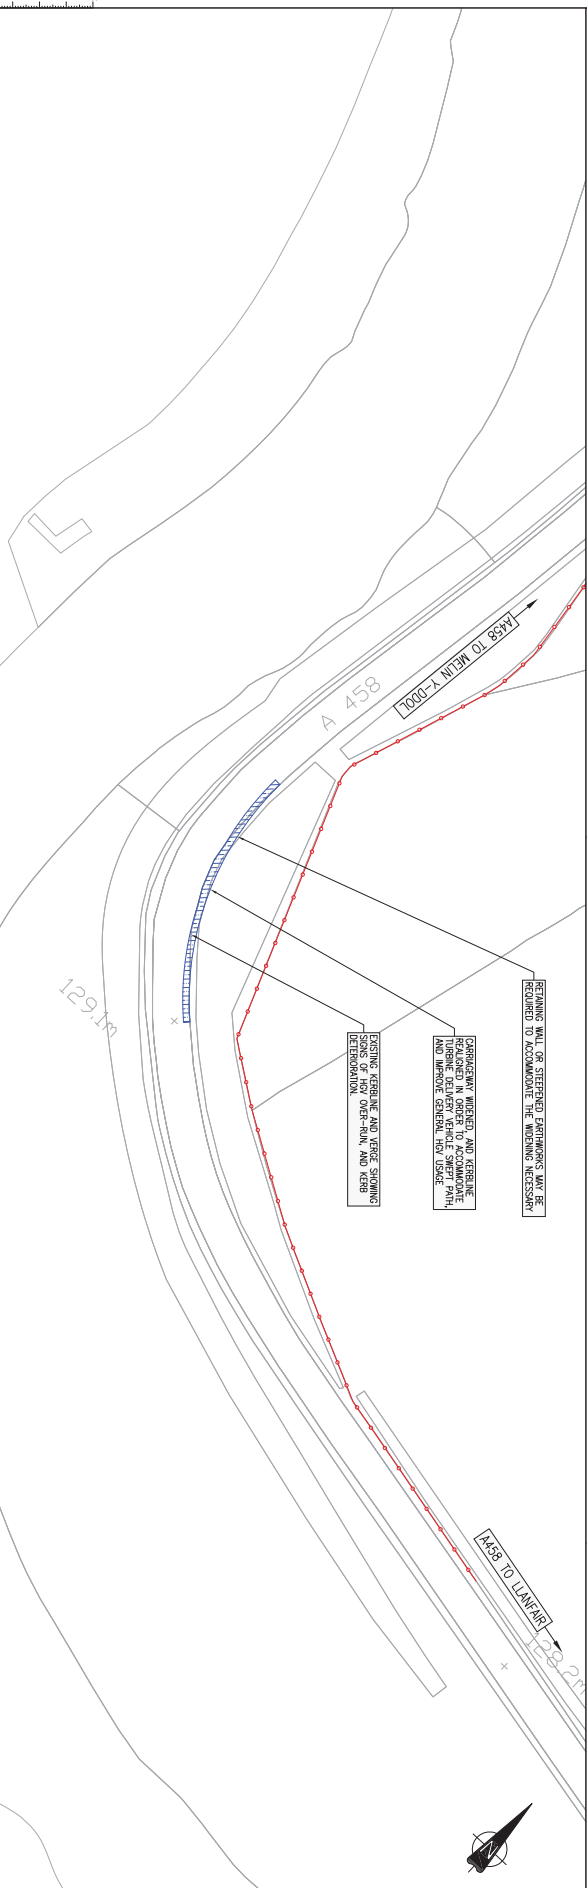 A458 TO MELIN Y-DDOL
A 458
RETAINING WALL OR STEEPENED EARTHWORKS MAY BE
REQUIRED TO ACCOMMODATE THE WIDENING NECESSARY
CARRIAGEWAY WIDENED, AND KERBLINE
REALIGNED IN ORDER TO ACCOMMODATE
TURBINE DELIVERY VEHICLE SWEPT PATH,
AND IMPROVE GENERAL HGV USAGE
EXISTING KERBLINE AND VERGE SHOWING
SIGNS OF HGV OVER-RUN, AND KERB
DETERIORATION.
129.1m
A458 TO LLANFAIR
128.2m
N